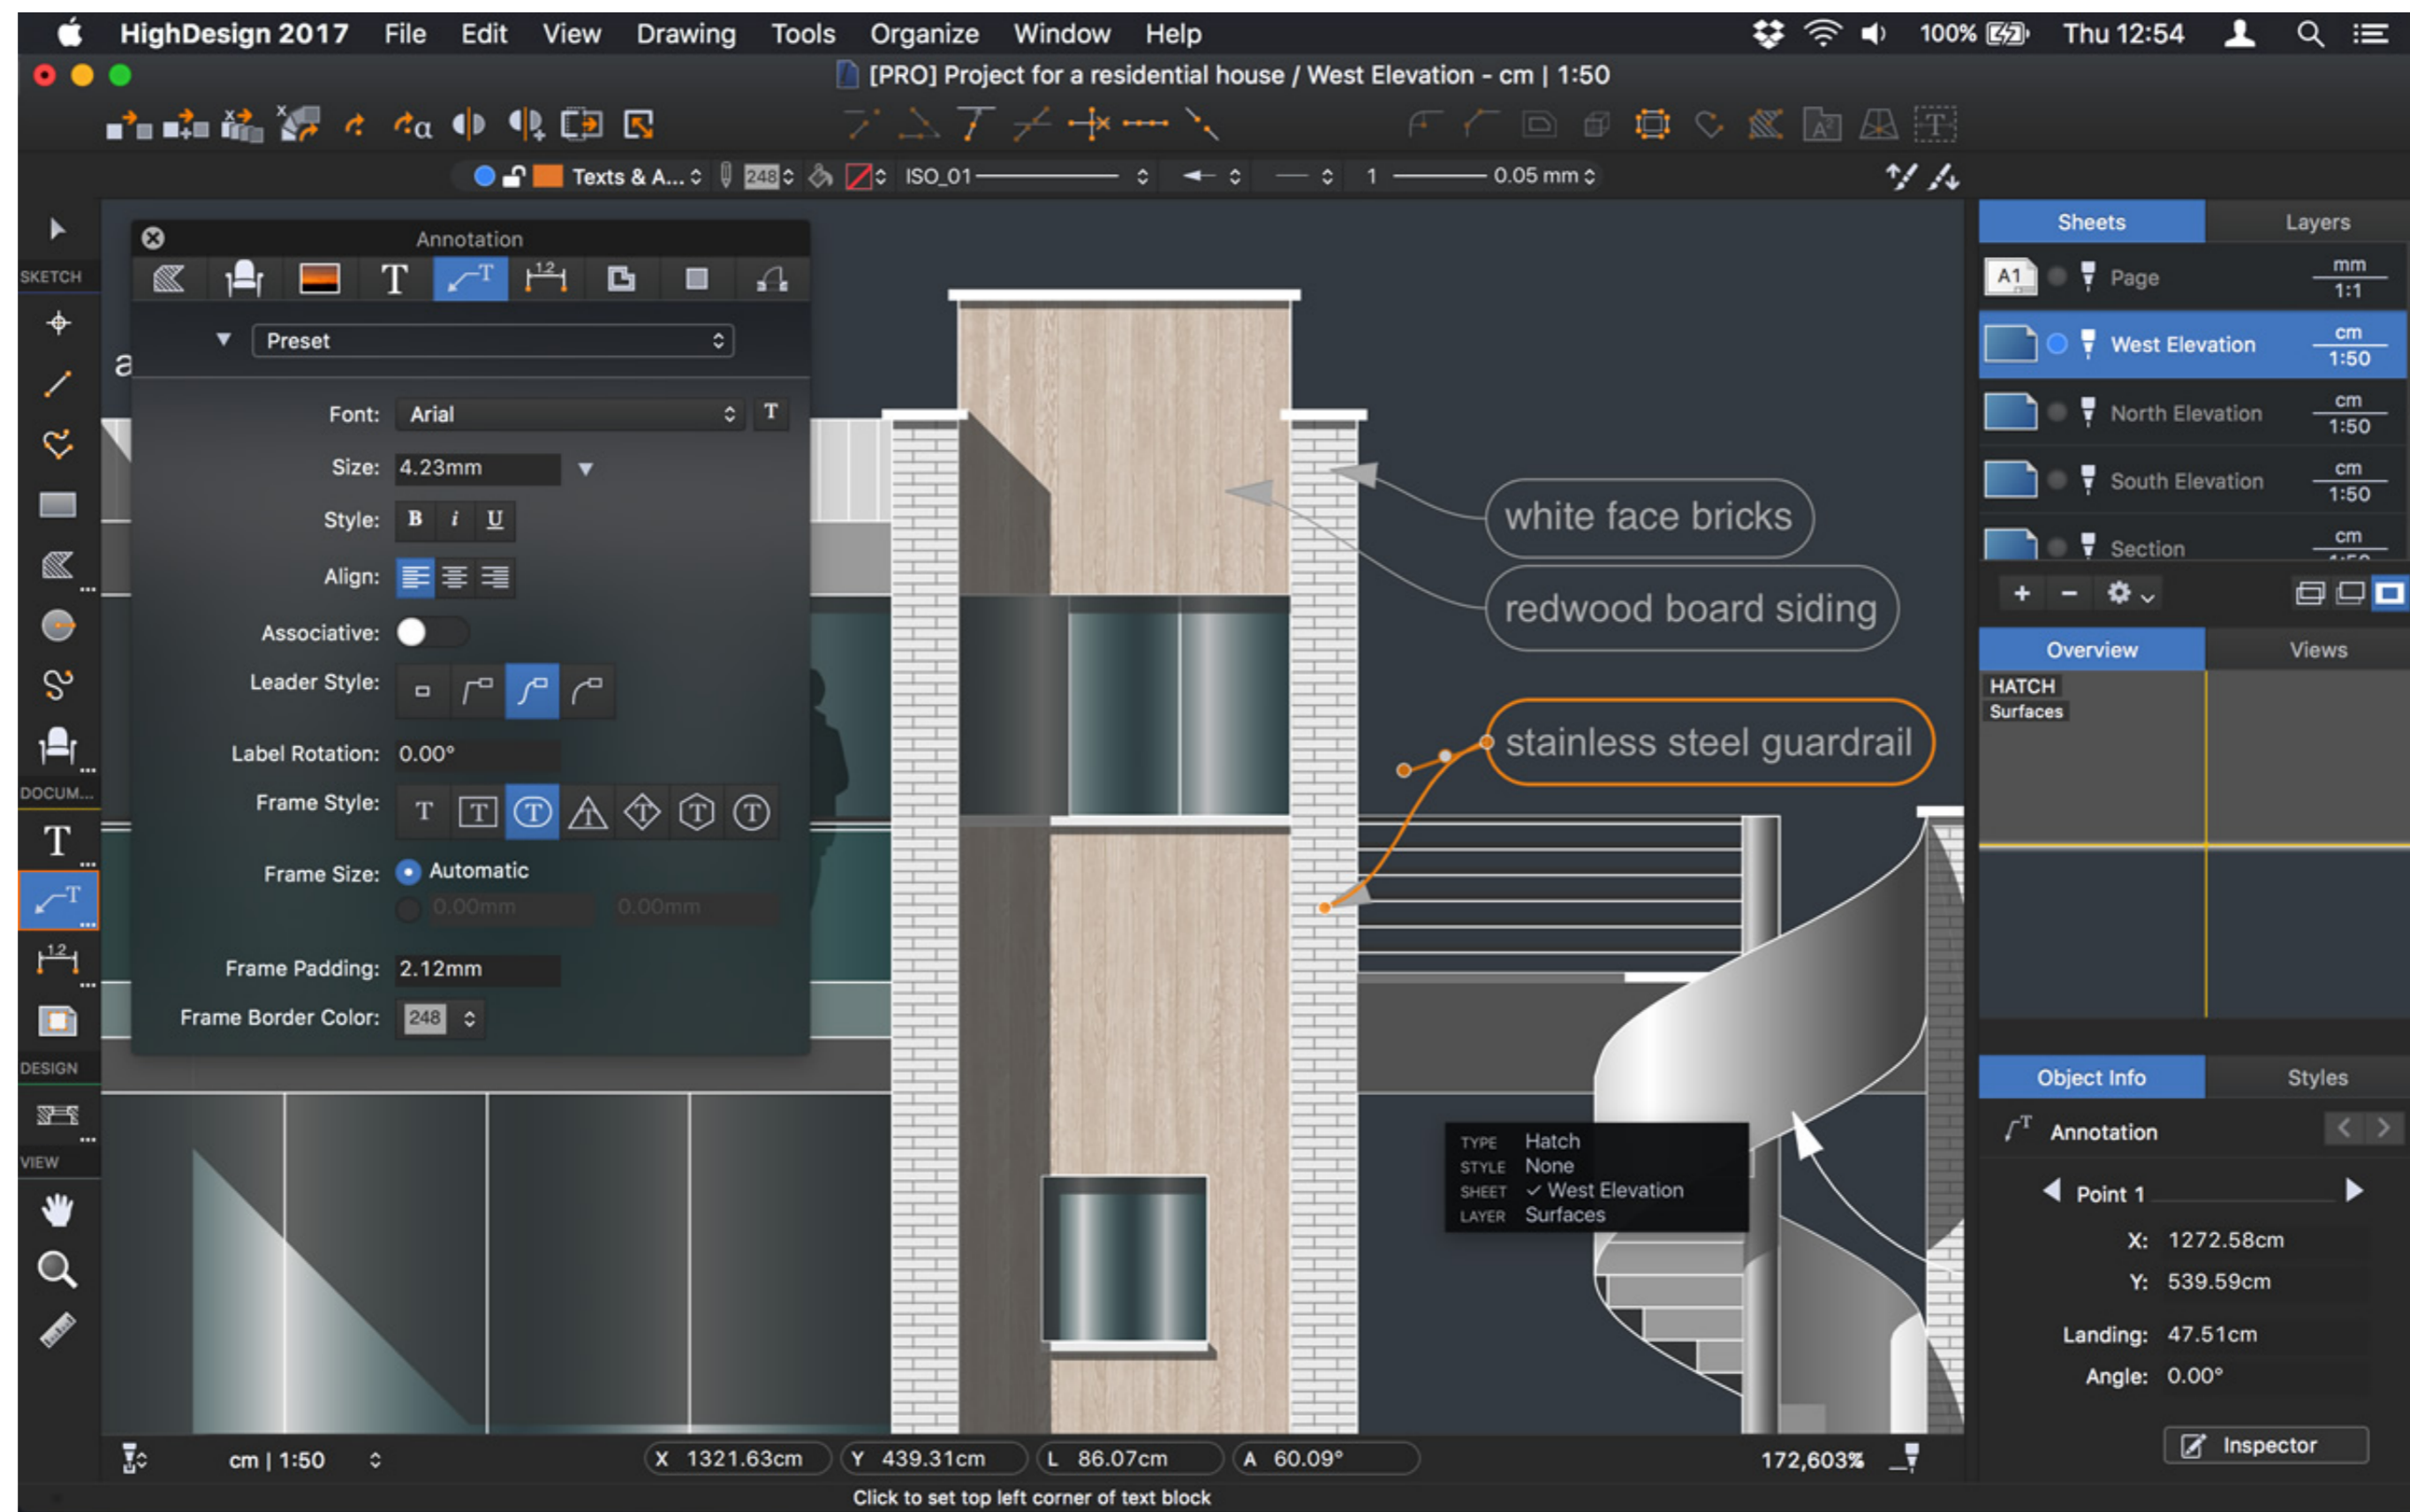 HighDesign 2017 File Edit View Drawing Tools Organize Window Help 100% Thu 12:54
[PRO] Project for a residential house / West Elevation - cm | 1:50
Texts & A... 248 ISO_01 1 0.05 mm
SKETCH
DOCUM...
DESIGN
VIEW
a
Annotation
Preset
Font: Arial T
Size: 4.23mm
Style: B i U
Align:
Associative:
Leader Style:
Label Rotation: 0.00°
Frame Style: T T T T T T T
Frame Size: Automatic
0.00mm 0.00mm
Frame Padding: 2.12mm
Frame Border Color: 248
white face bricks
redwood board siding
stainless steel guardrail
TYPE Hatch
STYLE None
SHEET ✓ West Elevation
LAYER Surfaces
Sheets Layers
A1 Page mm 1:1
West Elevation cm 1:50
North Elevation cm 1:50
South Elevation cm 1:50
Section cm
Overview Views
HATCH
Surfaces
Object Info Styles
Annotation
Point 1
X: 1272.58cm
Y: 539.59cm
Landing: 47.51cm
Angle: 0.00°
Inspector
cm | 1:50 X 1321.63cm Y 439.31cm L 86.07cm A 60.09° 172,603%
Click to set top left corner of text block